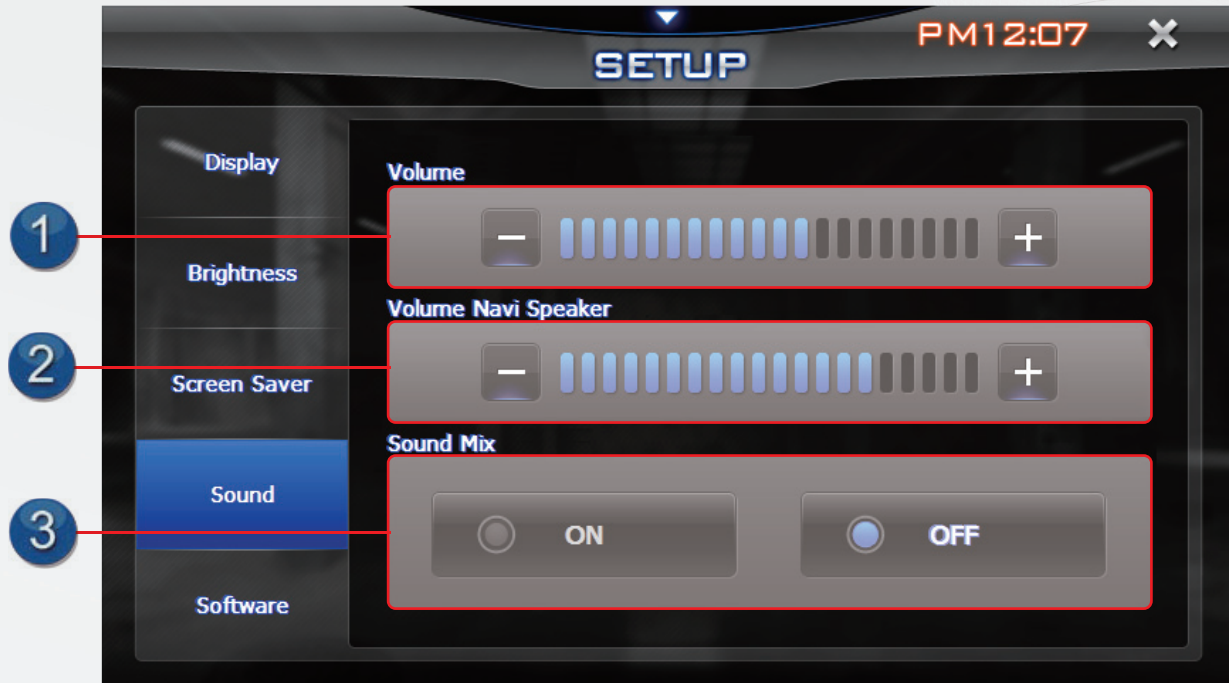 PM12:07
SETUP
Display
Brightness
Screen Saver
Sound
Software
1
Volume
− +
2
Volume Navi Speaker
− +
3
Sound Mix
ON OFF